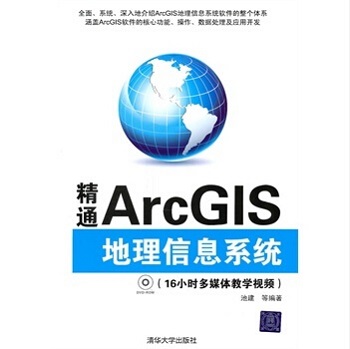 全面、系统、深入地介绍ArcGIS地理信息系统软件的整个体系
涵盖ArcGIS软件的核心功能、操作、数据处理及应用开发
精通ArcGIS
地理信息系统
DVD-ROM
(16小时多媒体教学视频)
池建 等编著
清华大学出版社